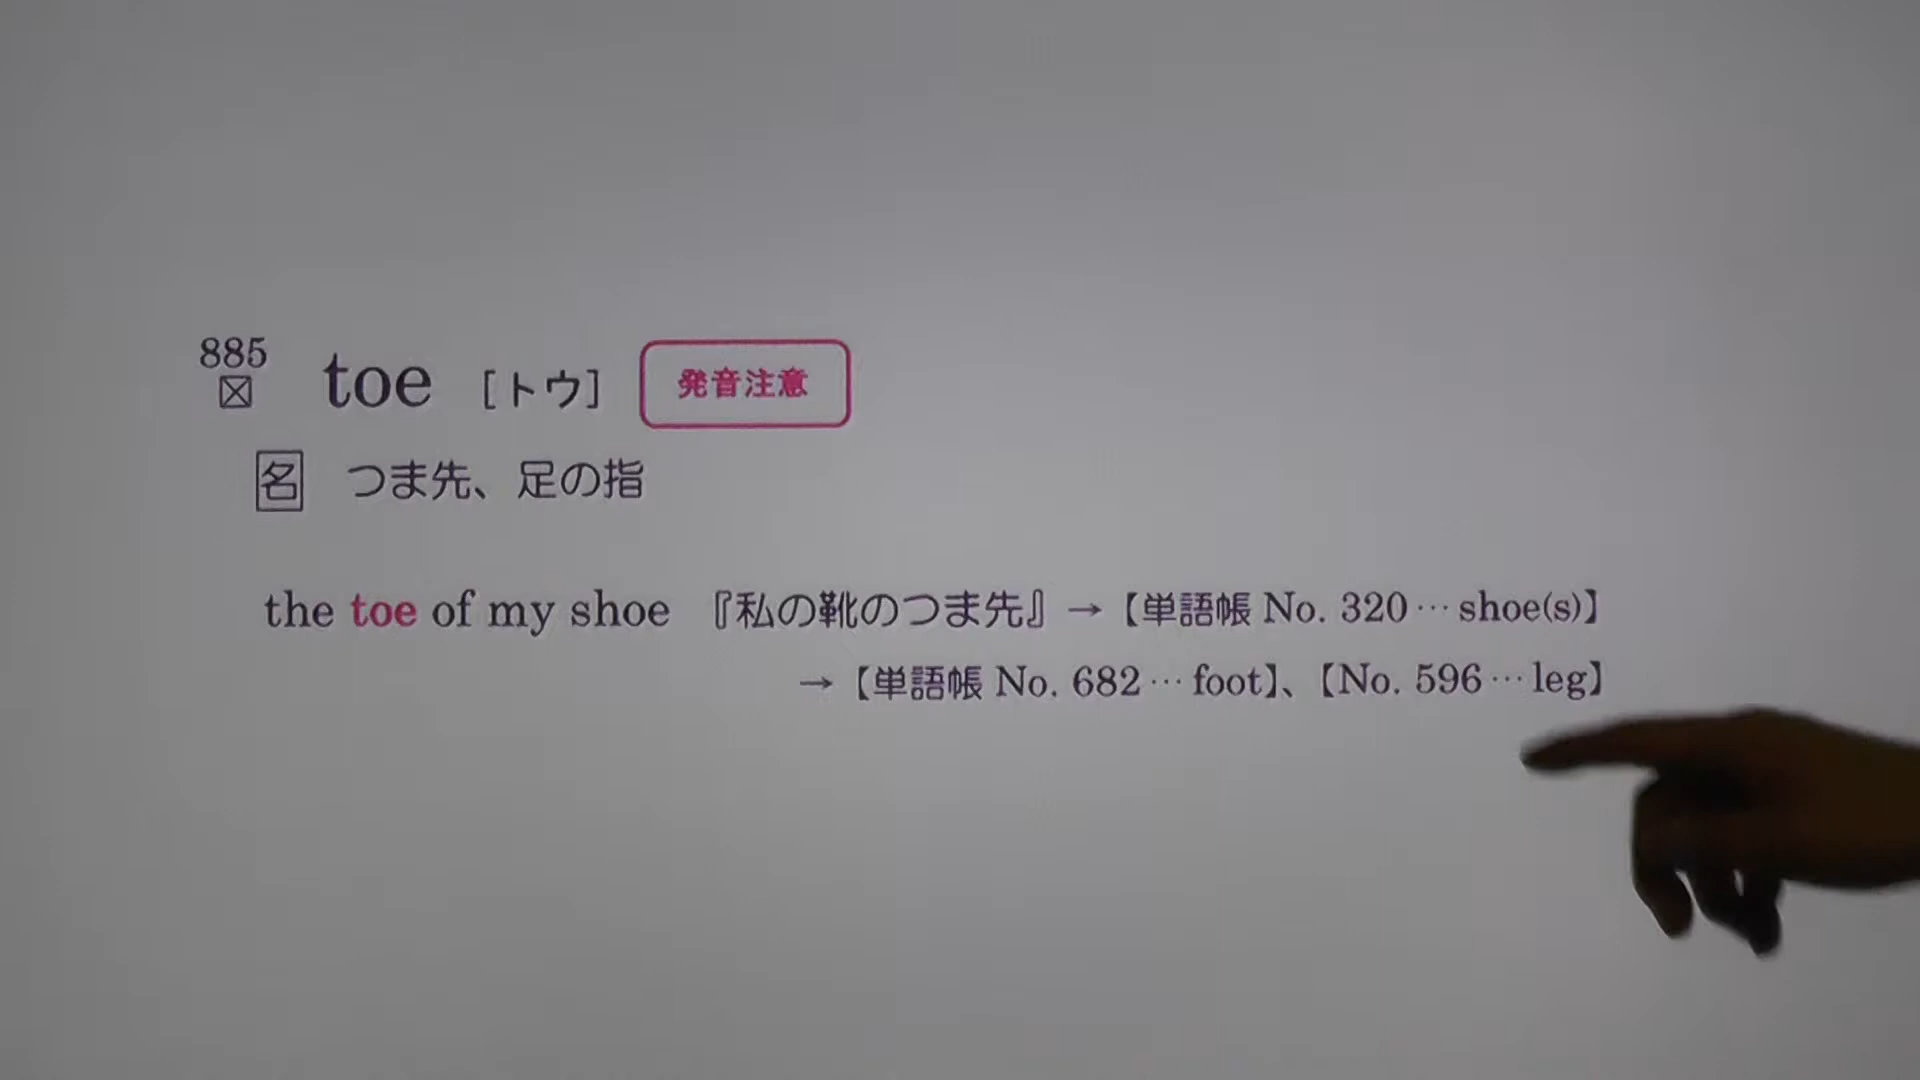 885
toe [トウ] 発音注意
名 つま先、足の指
the toe of my shoe 『私の靴のつま先』→【単語帳 No. 320…shoe(s)】
→【単語帳 No. 682…foot】、【No. 596…leg】